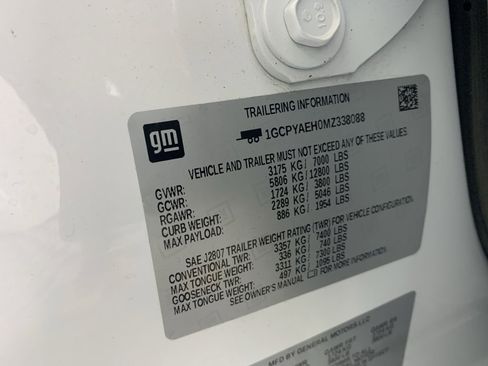 TRAILERING INFORMATION
gm
1GCPYAEH0MZ338088
VEHICLE AND TRAILER MUST NOT EXCEED ANY OF THESE
GVWR: 3175 KG / 7000 LBS
GCWR: 5806 KG / 12800 LBS
RGAWR: 1724 KG / 3800 LBS
CURB WEIGHT: 2289 KG / 5046 LBS
MAX PAYLOAD: 886 KG / 1954 LBS
SAE J2807 TRAILER WEIGHT RATING (TWR) FOR VEHICLE CONFIGURATION
CONVENTIONAL TWR: 3357 KG / 7400 LBS
MAX TONGUE WEIGHT: 336 KG / 740 LBS
GOOSENECK TWR: 3311 KG / 7300 LBS
MAX TONGUE WEIGHT: 497 KG / 1095 LBS
SEE OWNER'S MANUAL FOR MORE INFORMATION
MFD BY GENERAL MOTORS LLC